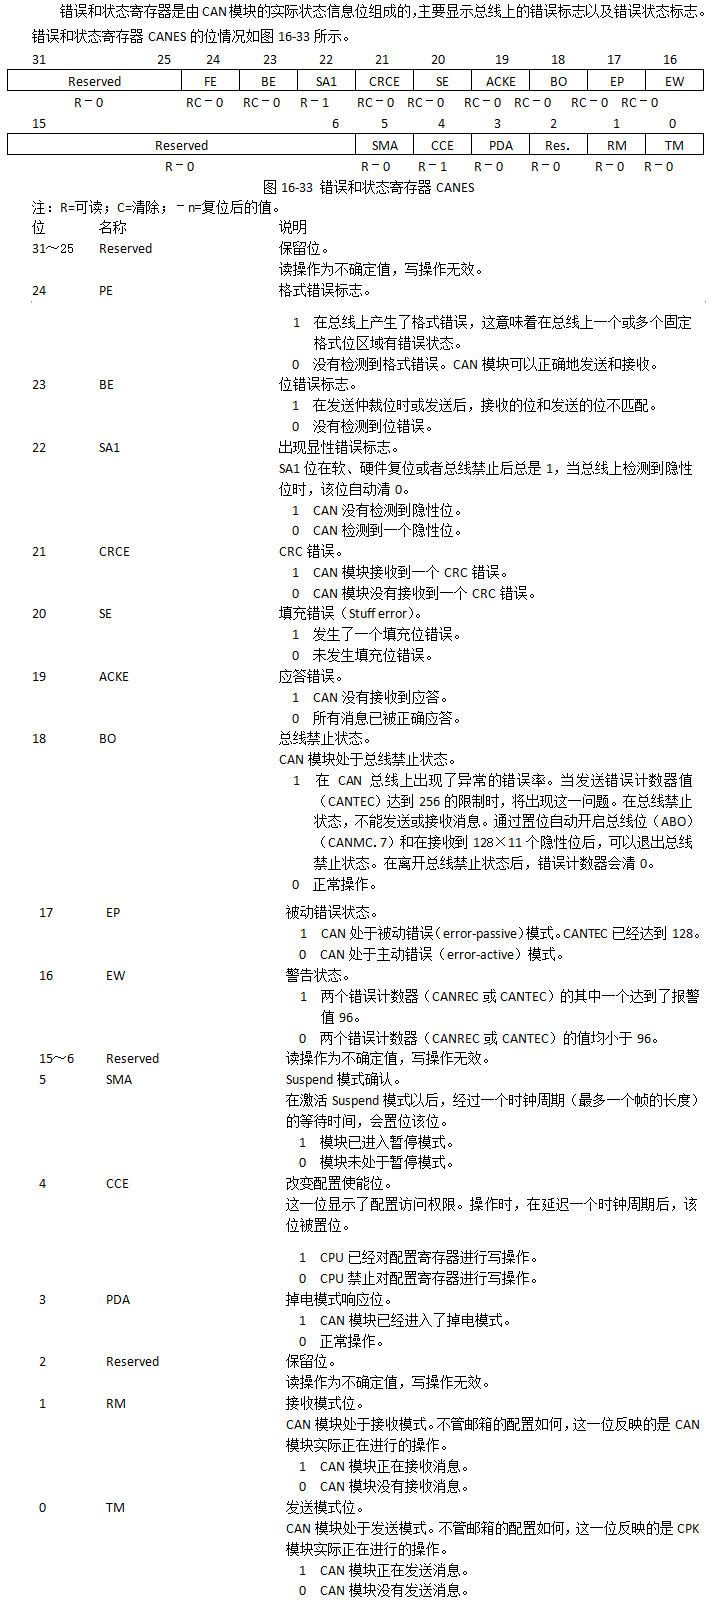 错误和状态寄存器是由 CAN 模块的实际状态信息位组成的，主要显示总线上的错误标志以及错误状态标志。
错误和状态寄存器 CANES 的位情况如图 16-33 所示。
31 25 24 23 22 21 20 19 18 17 16
Reserved FE BE SA1 CRCE SE ACKE BO EP EW
R－0 RC－0 RC－0 R－1 RC－0 RC－0 RC－0 RC－0 RC－0 RC－0
15 6 5 4 3 2 1 0
Reserved SMA CCE PDA Res. RM TM
R－0 R－0 R－1 R－0 R－0 R－0 R－0
图 16-33 错误和状态寄存器 CANES
注：R=可读；C=清除；－n=复位后的值。
位 名称 说明
31～25 Reserved 保留位。
读操作为不确定值，写操作无效。
24 PE 格式错误标志。
1 在总线上产生了格式错误，这意味着在总线上一个或多个固定
格式位区域有错误状态。
0 没有检测到格式错误。CAN 模块可以正确地发送和接收。
23 BE 位错误标志。
1 在发送仲裁位时或发送后，接收的位和发送的位不匹配。
0 没有检测到位错误。
22 SA1 出现显性错误标志。
SA1 位在软、硬件复位或者总线禁止后总是 1，当总线上检测到隐性
位时，该位自动清 0。
1 CAN 没有检测到隐性位。
0 CAN 检测到一个隐性位。
21 CRCE CRC 错误。
1 CAN 模块接收到一个 CRC 错误。
0 CAN 模块没有接收到一个 CRC 错误。
20 SE 填充错误（Stuff error）。
1 发生了一个填充位错误。
0 未发生填充位错误。
19 ACKE 应答错误。
1 CAN 没有接收到应答。
0 所有消息已被正确应答。
18 BO 总线禁止状态。
CAN 模块处于总线禁止状态。
1 在 CAN 总线上出现了异常的错误率。当发送错误计数器值
（CANTEC）达到 256 的限制时，将出现这一问题。在总线禁止
状态，不能发送或接收消息。通过置位自动开启总线位（ABO）
（CANMC.7）和在接收到 128×11 个隐性位后，可以退出总线
禁止状态。在离开总线禁止状态后，错误计数器会清 0。
0 正常操作。
17 EP 被动错误状态。
1 CAN 处于被动错误（error-passive）模式。CANTEC 已经达到 128。
0 CAN 处于主动错误（error-active）模式。
16 EW 警告状态。
1 两个错误计数器（CANREC 或 CANTEC）的其中一个达到了报警
值 96。
0 两个错误计数器（CANREC 或 CANTEC）的值均小于 96。
15～6 Reserved 读操作为不确定值，写操作无效。
5 SMA Suspend 模式确认。
在激活 Suspend 模式以后，经过一个时钟周期（最多一个帧的长度）
的等待时间，会置位该位。
1 模块已进入暂停模式。
0 模块未处于暂停模式。
4 CCE 改变配置使能位。
这一位显示了配置访问权限。操作时，在延迟一个时钟周期后，该
位被置位。
1 CPU 已经对配置寄存器进行写操作。
0 CPU 禁止对配置寄存器进行写操作。
3 PDA 掉电模式响应位。
1 CAN 模块已经进入了掉电模式。
0 正常操作。
2 Reserved 保留位。
读操作为不确定值，写操作无效。
1 RM 接收模式位。
CAN 模块处于接收模式。不管邮箱的配置如何，这一位反映的是 CAN
模块实际正在进行的操作。
1 CAN 模块正在接收消息。
0 CAN 模块没有接收消息。
0 TM 发送模式位。
CAN 模块处于发送模式。不管邮箱的配置如何，这一位反映的是 CPK
模块实际正在进行的操作。
1 CAN 模块正在发送消息。
0 CAN 模块没有发送消息。